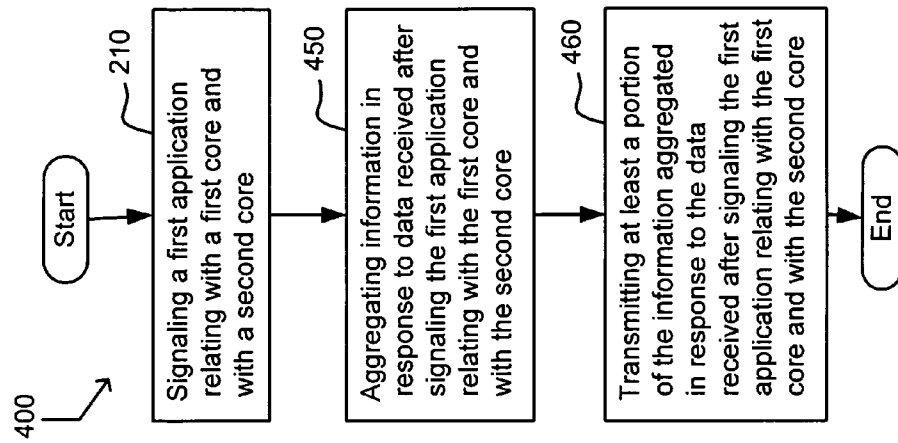 400
Start
210
Signaling a first application
relating with a first core and
with a second core
450
Aggregating information in
response to data received after
signaling the first application
relating with the first core and
with the second core
460
Transmitting at least a portion
of the information aggregated
in response to the data
received after signaling the first
application relating with the first
core and with the second core
End